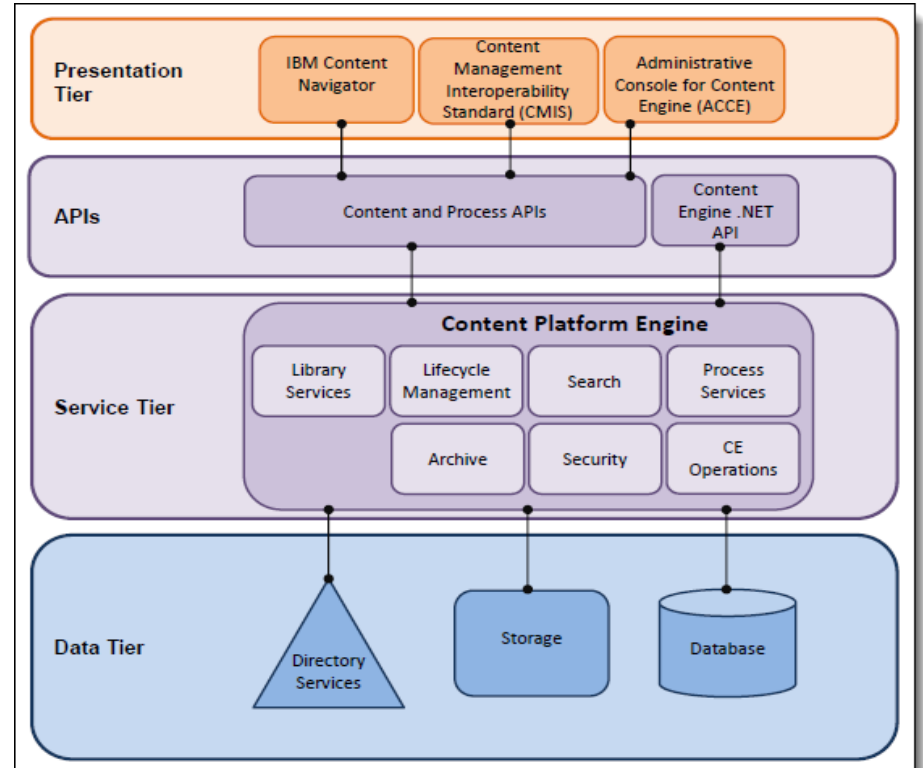 Presentation
Tier
IBM Content
Navigator
Content
Management
Interoperability
Standard (CMIS)
Administrative
Console for Content
Engine (ACCE)
APIs
Content and Process APIs
Content
Engine .NET
API
Service Tier
Content Platform Engine
Library
Services
Lifecycle
Management
Search
Process
Services
Archive
Security
CE
Operations
Data Tier
Directory
Services
Storage
Database